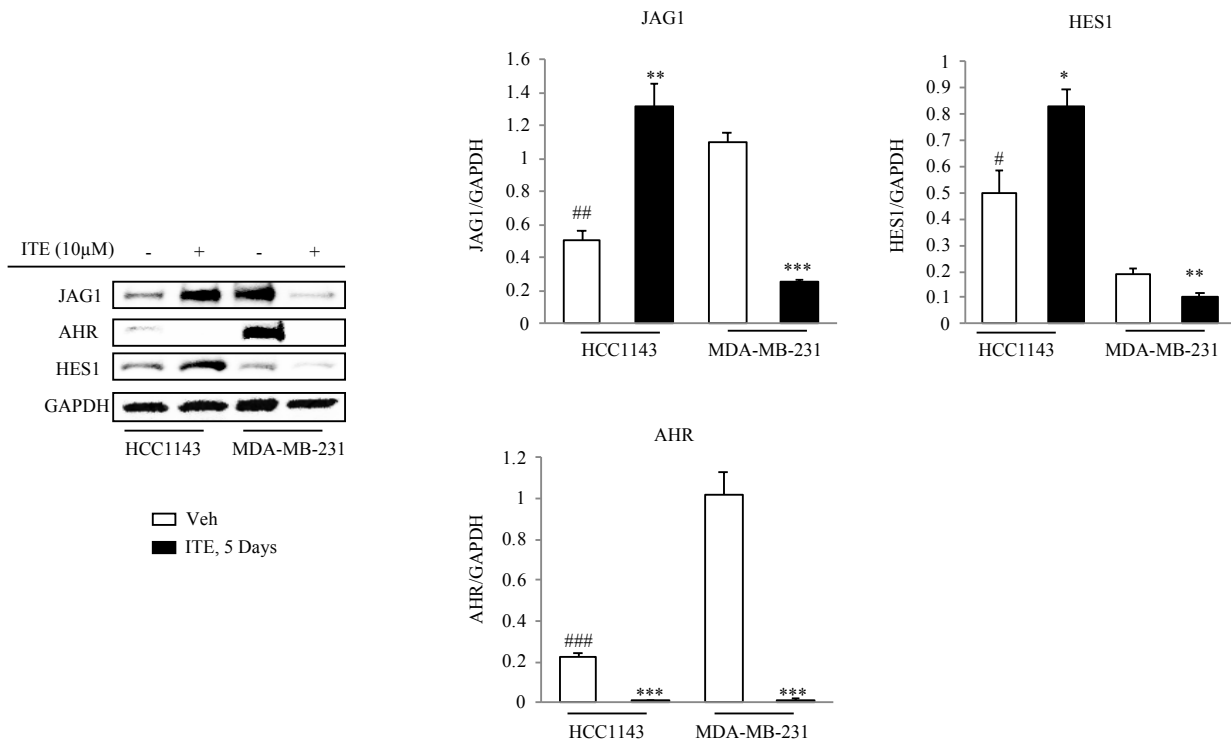 ITE (10μM) - + - +
JAG1
AHR
HES1
GAPDH
HCC1143 MDA-MB-231
Veh
ITE, 5 Days
JAG1
JAG1/GAPDH
1.6
1.4
1.2
1
0.8
0.6
0.4
0.2
0
##
**
***
HCC1143 MDA-MB-231
HES1
HES1/GAPDH
1
0.9
0.8
0.7
0.6
0.5
0.4
0.3
0.2
0.1
0
#
*
**
HCC1143 MDA-MB-231
AHR
AHR/GAPDH
1.2
1
0.8
0.6
0.4
0.2
0
###
***
***
HCC1143 MDA-MB-231